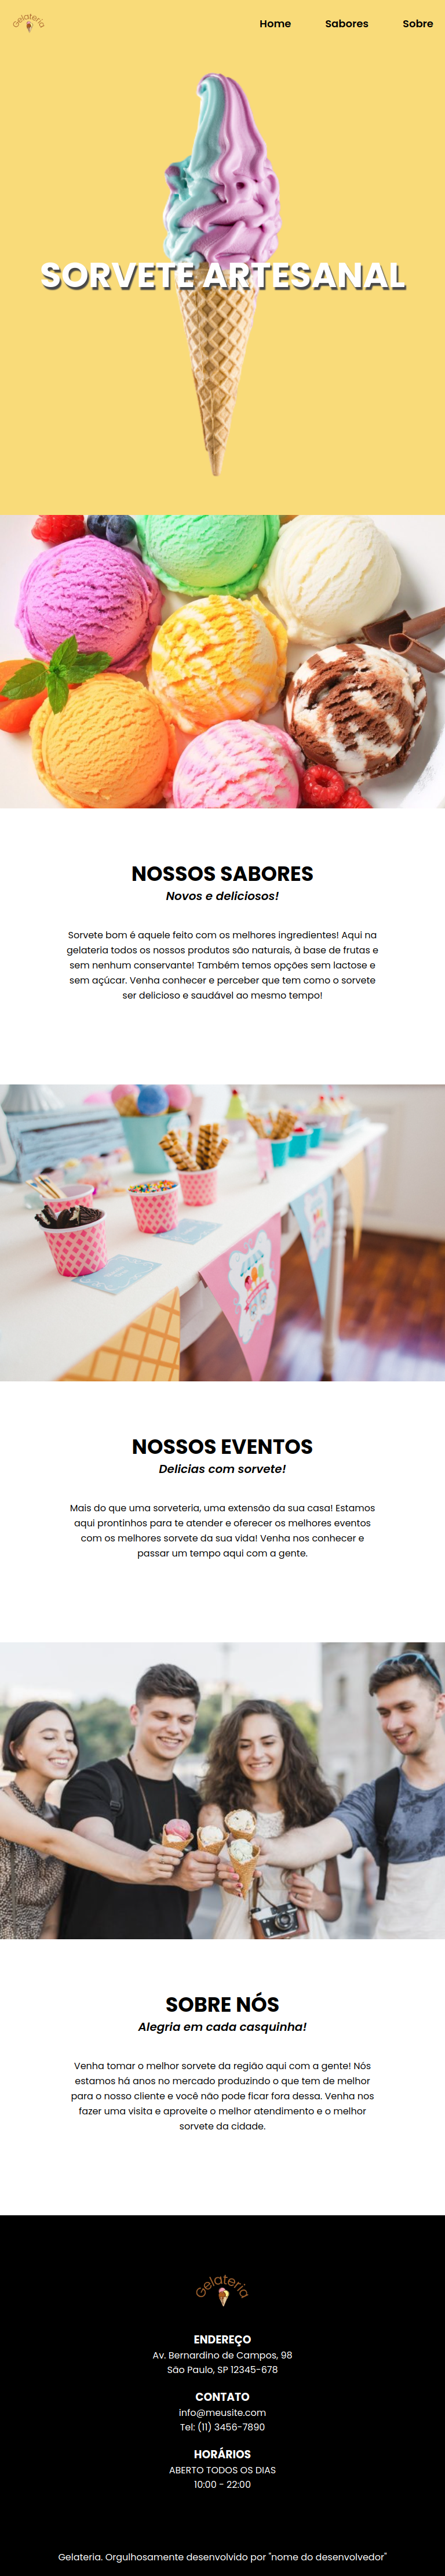 Gelateria
Home Sabores Sobre
SORVETE ARTESANAL
NOSSOS SABORES
Novos e deliciosos!
Sorvete bom é aquele feito com os melhores ingredientes! Aqui na
gelateria todos os nossos produtos são naturais, à base de frutas e
sem nenhum conservante! Também temos opções sem lactose e
sem açúcar. Venha conhecer e perceber que tem como o sorvete
ser delicioso e saudável ao mesmo tempo!
NOSSOS EVENTOS
Delicias com sorvete!
Mais do que uma sorveteria, uma extensão da sua casa! Estamos
aqui prontinhos para te atender e oferecer os melhores eventos
com os melhores sorvete da sua vida! Venha nos conhecer e
passar um tempo aqui com a gente.
SOBRE NÓS
Alegria em cada casquinha!
Venha tomar o melhor sorvete da região aqui com a gente! Nós
estamos há anos no mercado produzindo o que tem de melhor
para o nosso cliente e você não pode ficar fora dessa. Venha nos
fazer uma visita e aproveite o melhor atendimento e o melhor
sorvete da cidade.
Gelateria
ENDEREÇO
Av. Bernardino de Campos, 98
São Paulo, SP 12345-678
CONTATO
info@meusite.com
Tel: (11) 3456-7890
HORÁRIOS
ABERTO TODOS OS DIAS
10:00 - 22:00
Gelateria. Orgulhosamente desenvolvido por "nome do desenvolvedor"